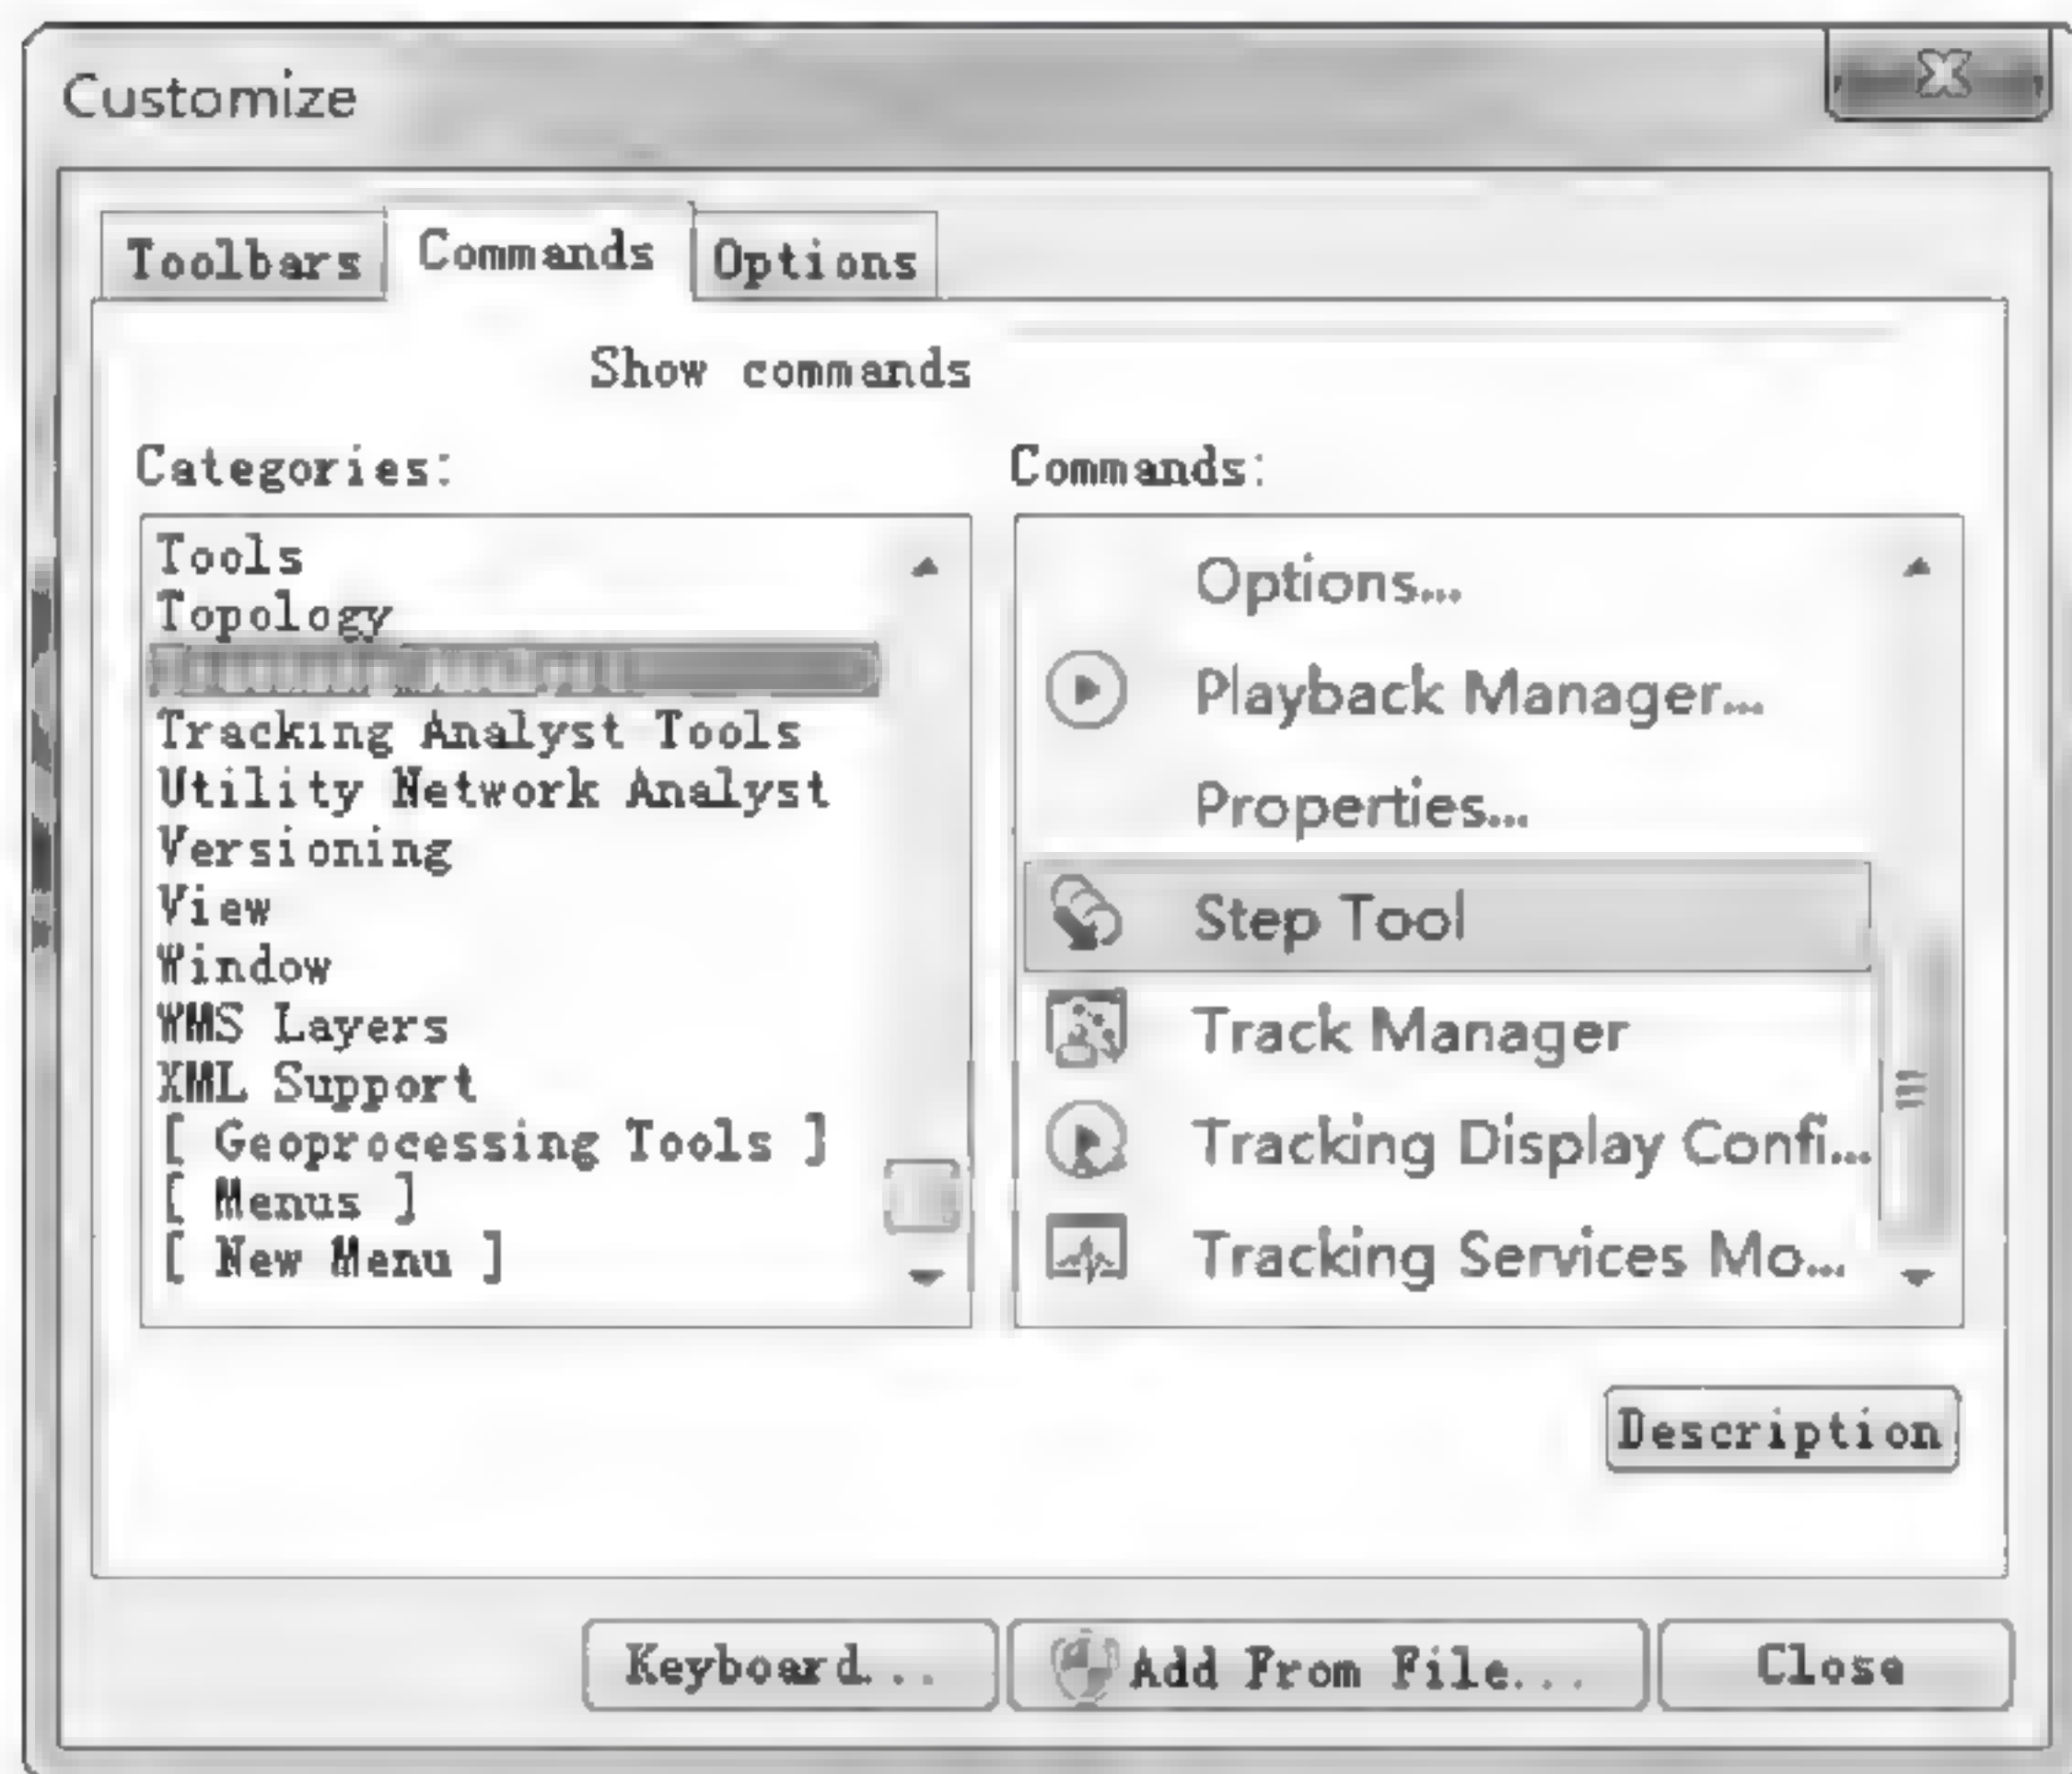 Customize
Toolbars Commands Options
Show commands
Categories:
Commands:
Tools
Topology
Tracking Analyst Tools
Utility Network Analyst
Versioning
View
Window
WMS Layers
XML Support
[ Geoprocessing Tools ]
[ Menus ]
[ New Menu ]
Options...
Playback Manager...
Properties...
Step Tool
Track Manager
Tracking Display Confi...
Tracking Services Mo...
Description
Keyboard... Add From File... Close